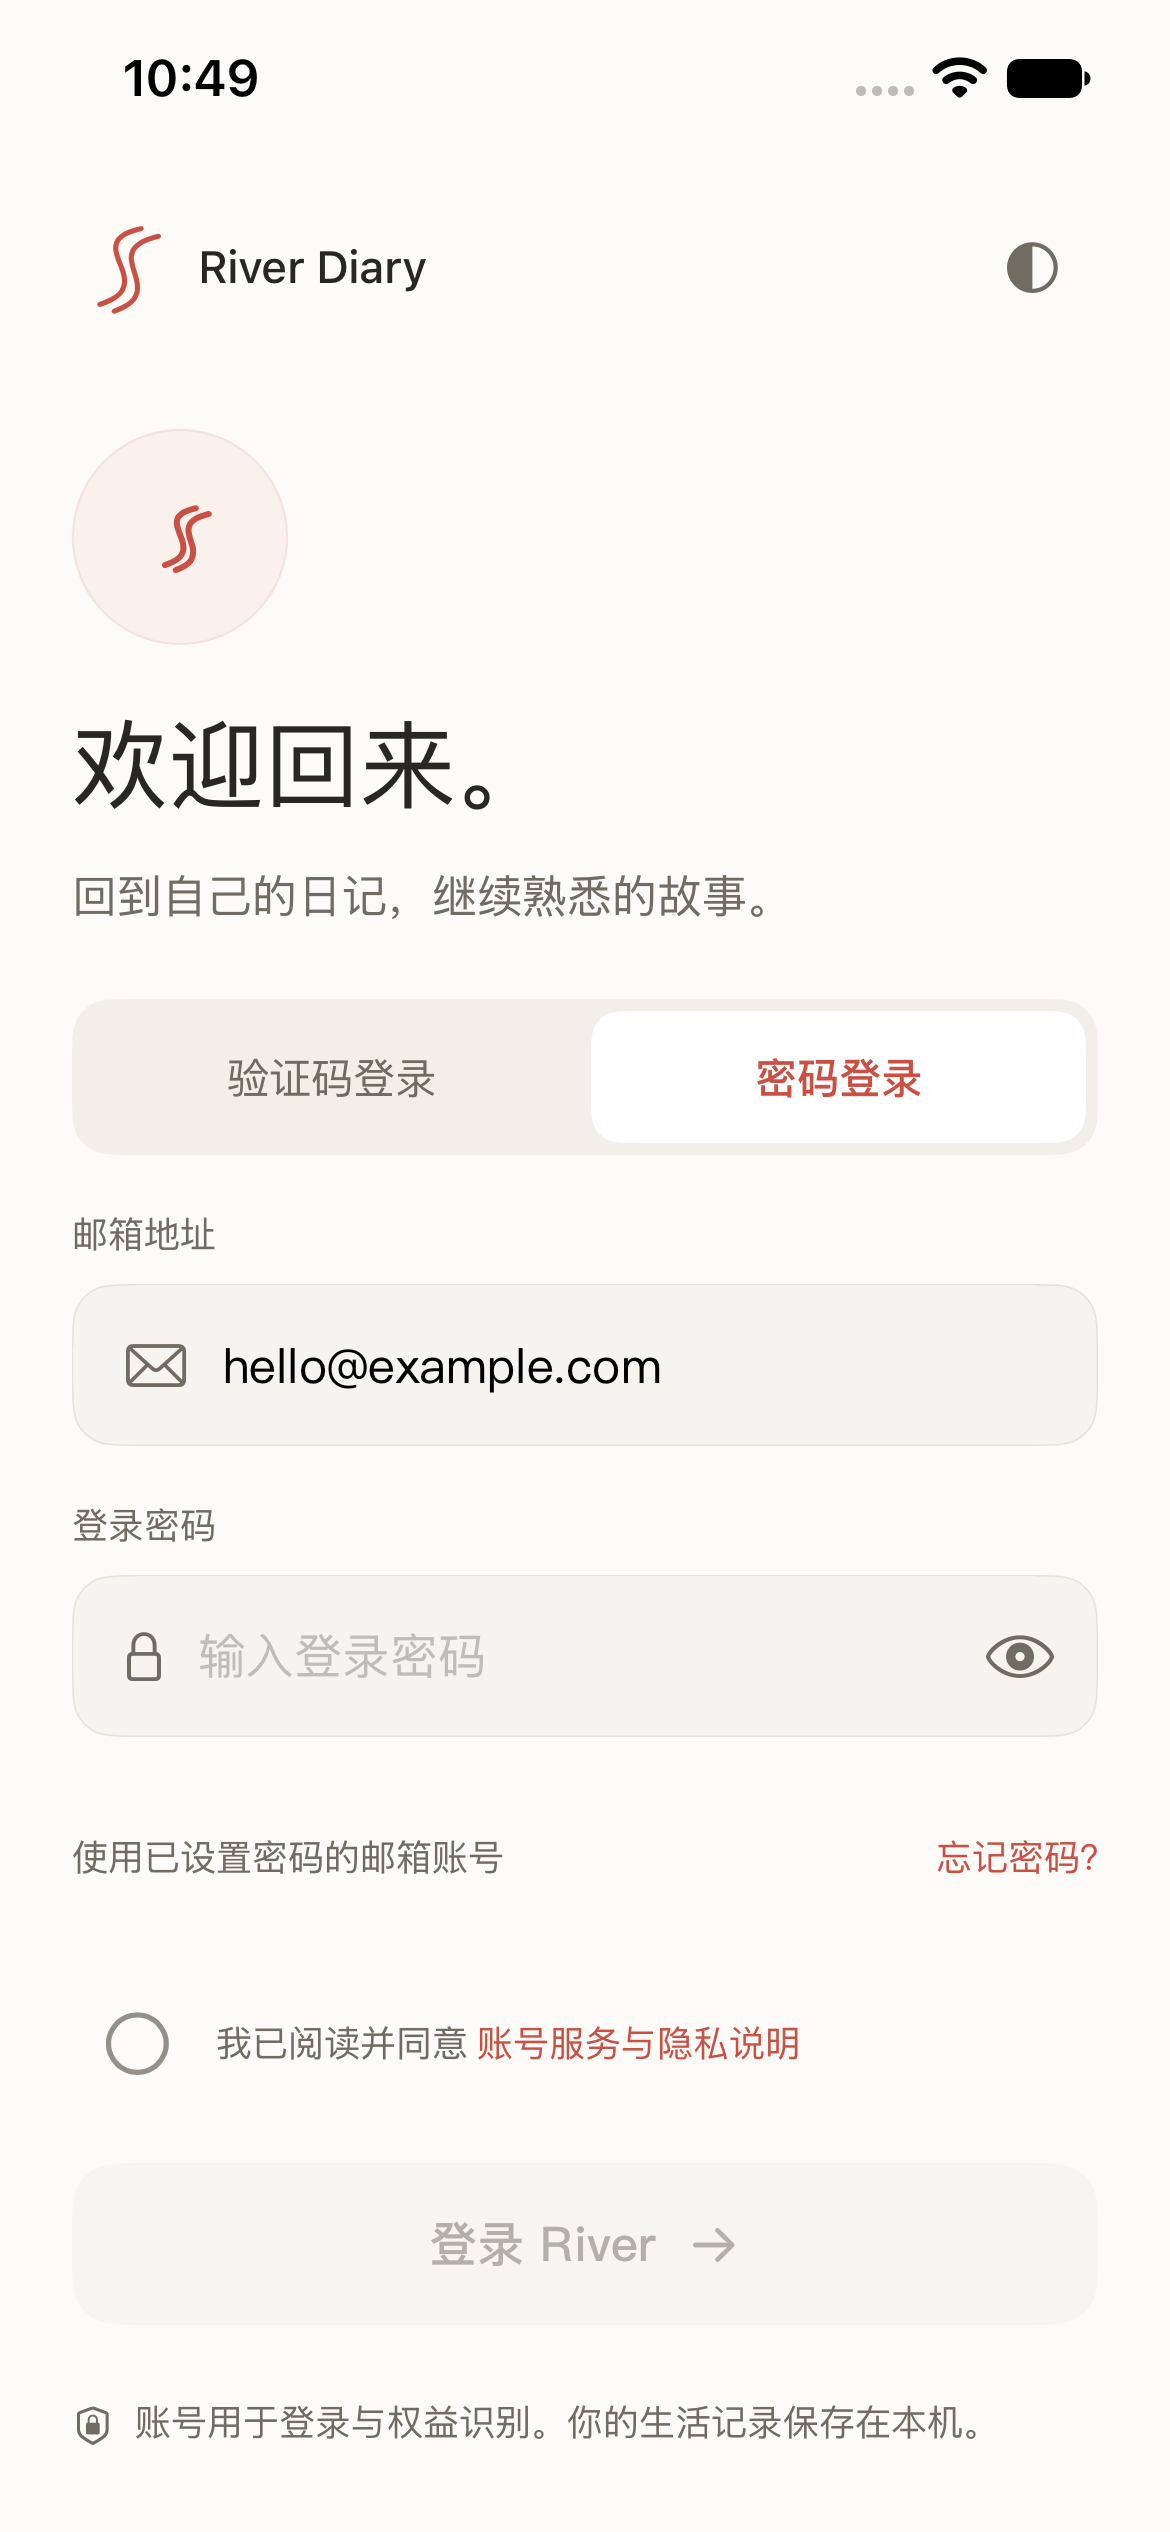 10:49
River Diary
欢迎回来。
回到自己的日记，继续熟悉的故事。
验证码登录
密码登录
邮箱地址
hello@example.com
登录密码
输入登录密码
使用已设置密码的邮箱账号
忘记密码?
我已阅读并同意 账号服务与隐私说明
登录 River →
账号用于登录与权益识别。你的生活记录保存在本机。